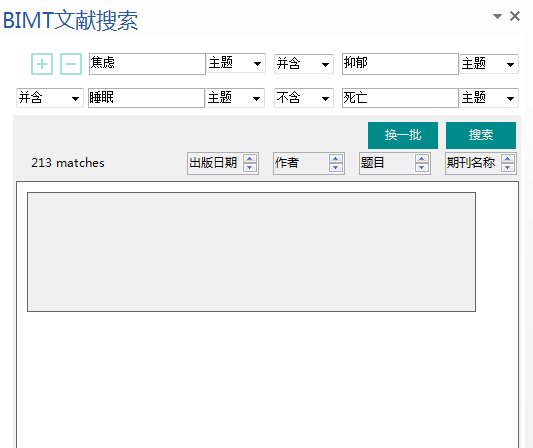 BIMT文献搜索
焦虑 主题 并含 抑郁 主题
并含 睡眠 主题 不含 死亡 主题
换一批 搜索
213 matches 出版日期 作者 题目 期刊名称